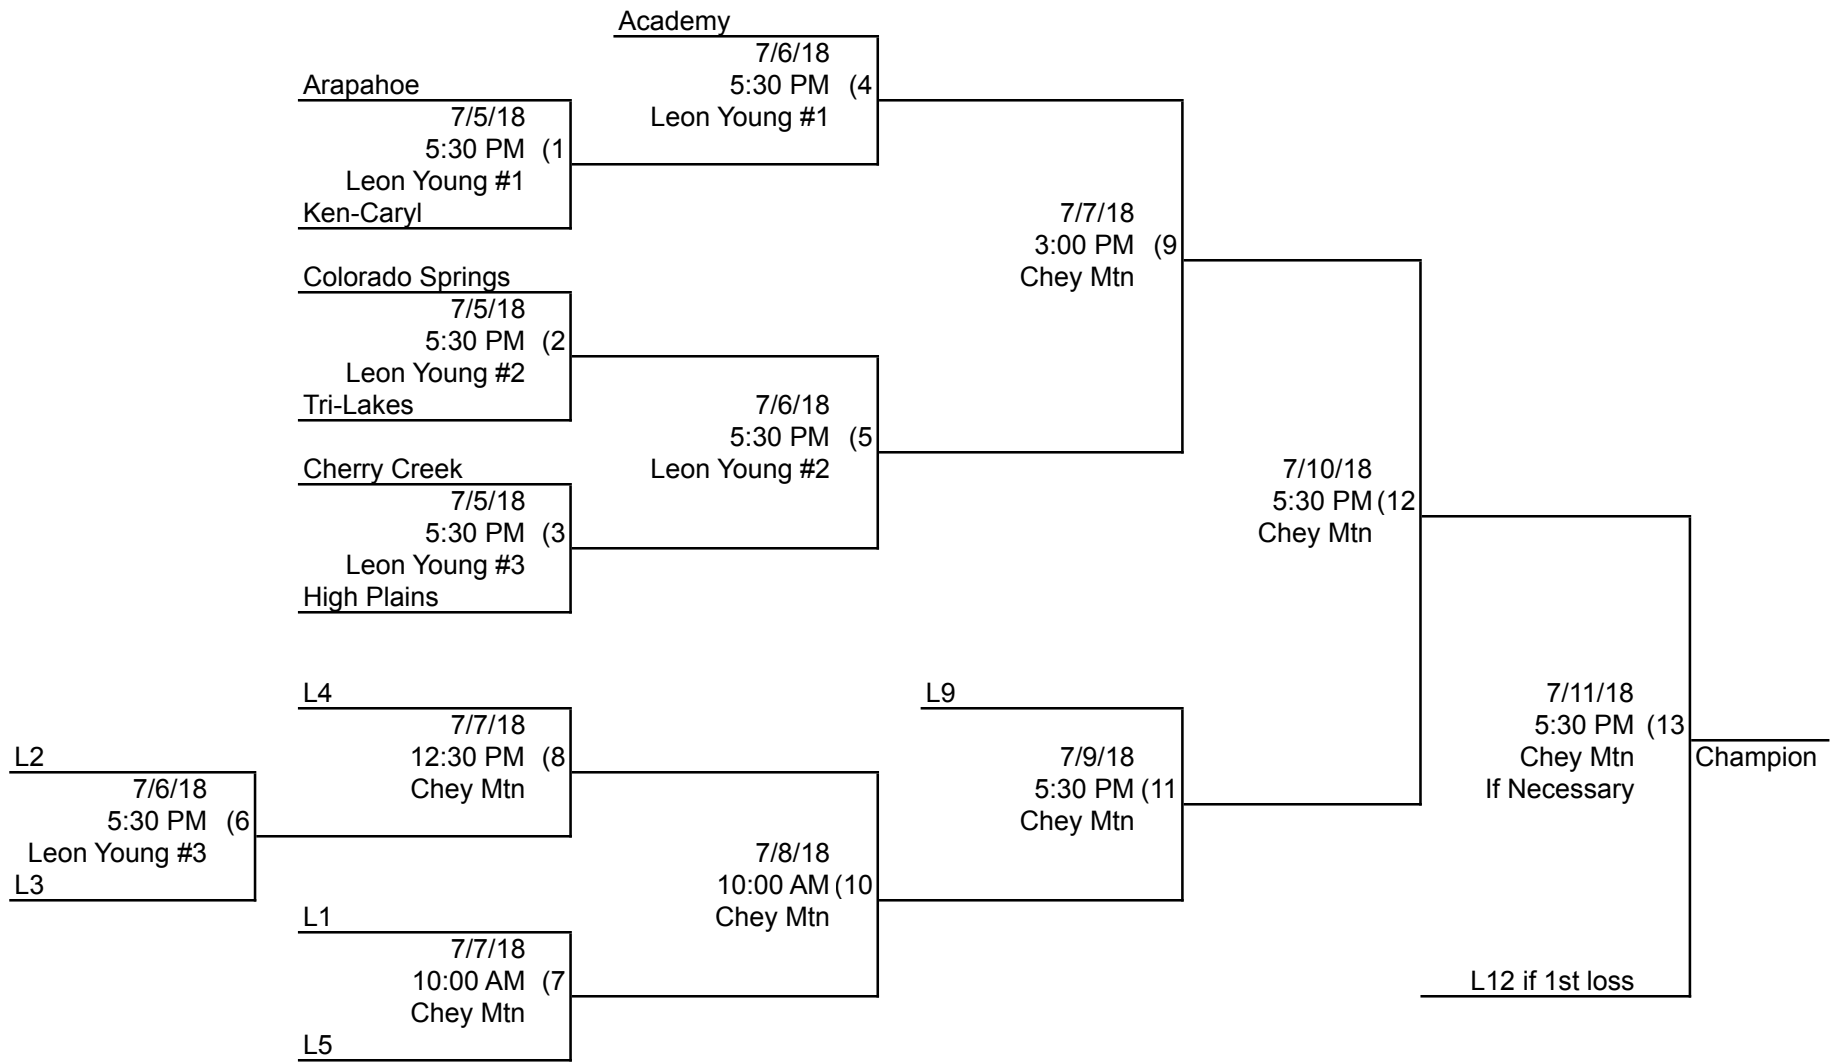 Academy
7/6/18
5:30 PM (4
Leon Young #1
Arapahoe
7/5/18
5:30 PM (1
Leon Young #1
Ken-Caryl
7/7/18
3:00 PM (9
Chey Mtn
Colorado Springs
7/5/18
5:30 PM (2
Leon Young #2
Tri-Lakes
7/6/18
5:30 PM (5
Leon Young #2
Cherry Creek
7/5/18
5:30 PM (3
Leon Young #3
High Plains
7/10/18
5:30 PM (12
Chey Mtn
L4
7/7/18
12:30 PM (8
Chey Mtn
L2
7/6/18
5:30 PM (6
Leon Young #3
L3
L9
7/9/18
5:30 PM (11
Chey Mtn
7/8/18
10:00 AM (10
Chey Mtn
L1
7/7/18
10:00 AM (7
Chey Mtn
L5
7/11/18
5:30 PM (13
Chey Mtn
If Necessary
Champion
L12 if 1st loss